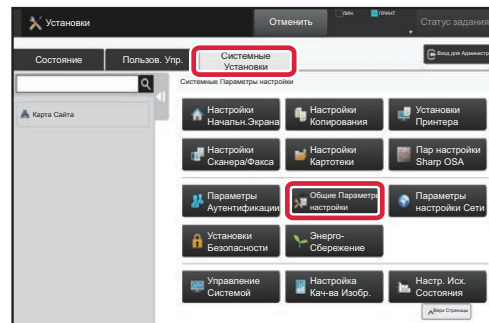 Установки
Отменить
ЛИН.
ПРИНТ
Статус задания
Состояние
Пользов. Упр.
Системные
Установки
Вход для Администр
Системные Параметры настройки
Карта Сайта
Настройки
Начальн.Экрана
Настройки
Копирования
Установки
Принтера
Настройки
Сканера/Факса
Настройки
Картотеки
Пар настройки
Sharp OSA
Параметры
Аутентификации
Общие Параметры
настройки
Параметры
настройки Сети
Установки
Безопасности
Энерго-
Сбережение
Управление
Системой
Настройка
Кач-ва Изобр.
Настр. Исх.
Состояния
Верх Страницы